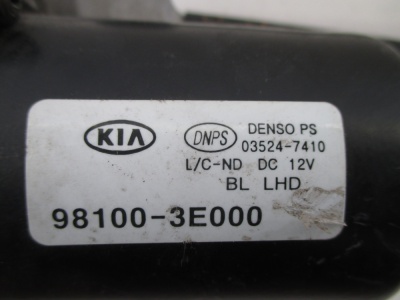 KIA DNPS DENSO PS
03524-7410
L/C-ND DC 12V
BL LHD
98100-3E000